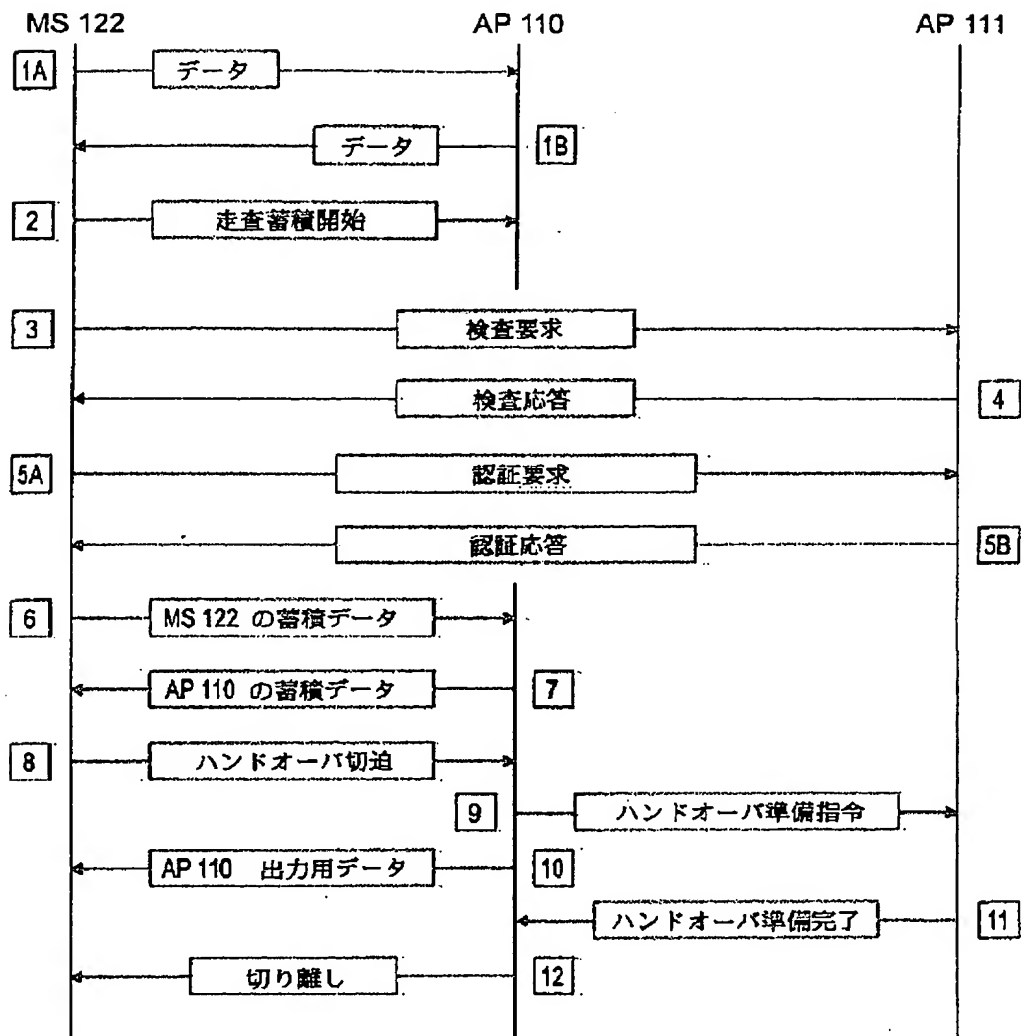 MS 122 AP 110 AP 111
1A データ
データ 1B
2 走査蓄積開始
3 検査要求
検査応答 4
5A 認証要求
認証応答 5B
6 MS 122 の蓄積データ
AP 110 の蓄積データ 7
8 ハンドオーバ切迫
9 ハンドオーバ準備指令
AP 110 出力用データ 10
ハンドオーバ準備完了 11
切り離し 12